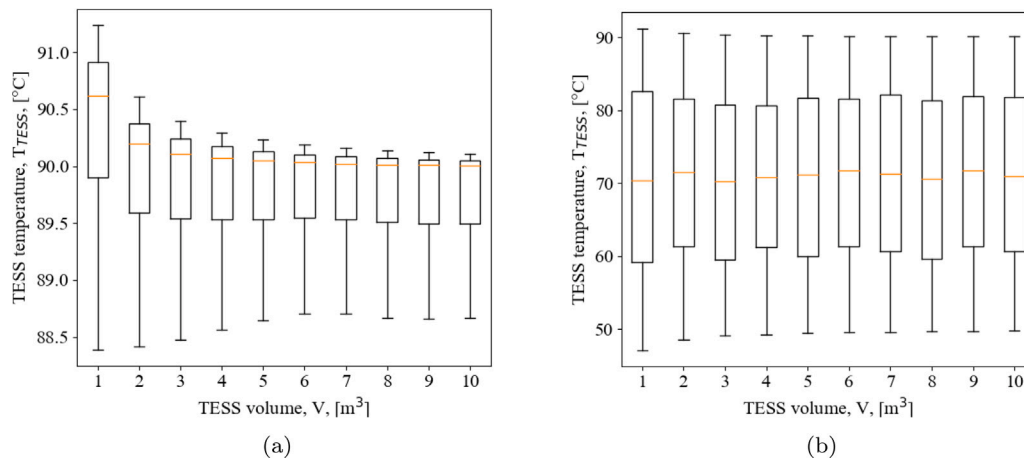 TESS temperature, T_TESS, [°C]
91.0
90.5
90.0
89.5
89.0
88.5
1 2 3 4 5 6 7 8 9 10
TESS volume, V, [m³]
(a)
TESS temperature, T_TESS, [°C]
90
80
70
60
50
1 2 3 4 5 6 7 8 9 10
TESS volume, V, [m³]
(b)